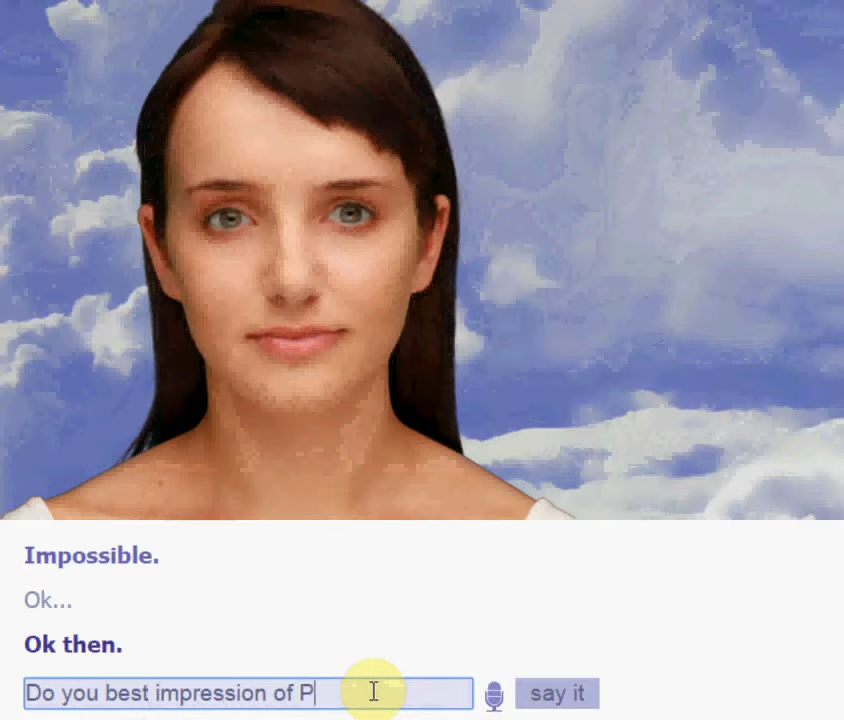 Impossible.
Ok...
Ok then.
Do you best impression of P
say it